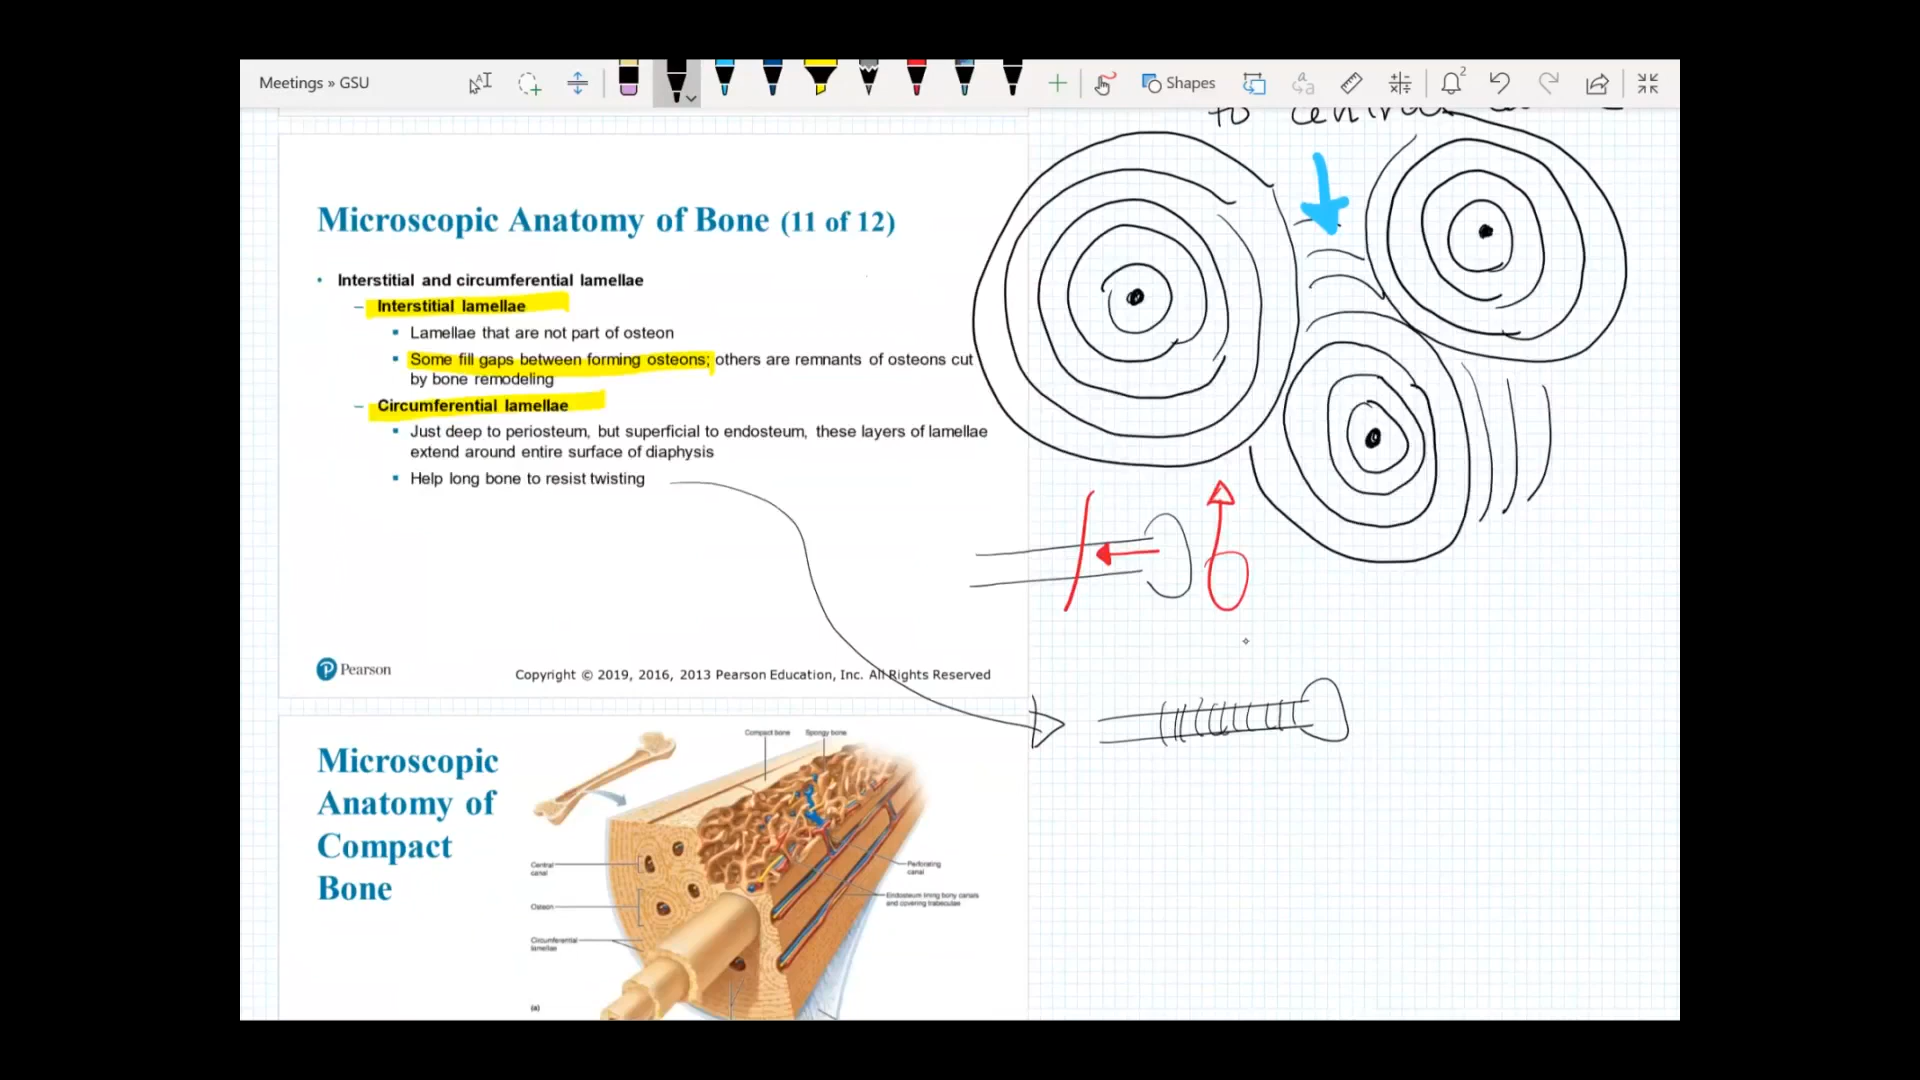 Meetings » GSU
Shapes
2
to
Microscopic Anatomy of Bone (11 of 12)
• Interstitial and circumferential lamellae
– Interstitial lamellae
▪ Lamellae that are not part of osteon
▪ Some fill gaps between forming osteons; others are remnants of osteons cut
by bone remodeling
– Circumferential lamellae
▪ Just deep to periosteum, but superficial to endosteum, these layers of lamellae
extend around entire surface of diaphysis
▪ Help long bone to resist twisting
Pearson
Copyright © 2019, 2016, 2013 Pearson Education, Inc. All Rights Reserved
Microscopic
Anatomy of
Compact
Bone
Compact bone
Spongy bone
Central
canal
Osteon
Circumferential
lamellae
Perforating
canal
Endosteum lining bony canals
and covering trabeculae
(a)